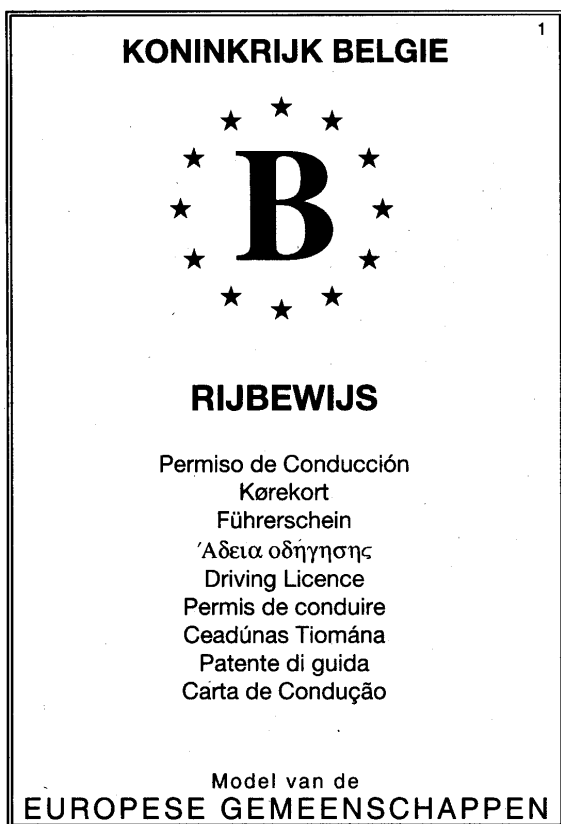 1
KONINKRIJK BELGIE
B
RIJBEWIJS
Permiso de Conducción
Kørekort
Führerschein
Άδεια οδήγησης
Driving Licence
Permis de conduire
Ceadúnas Tiomána
Patente di guida
Carta de Condução
Model van de
EUROPESE GEMEENSCHAPPEN